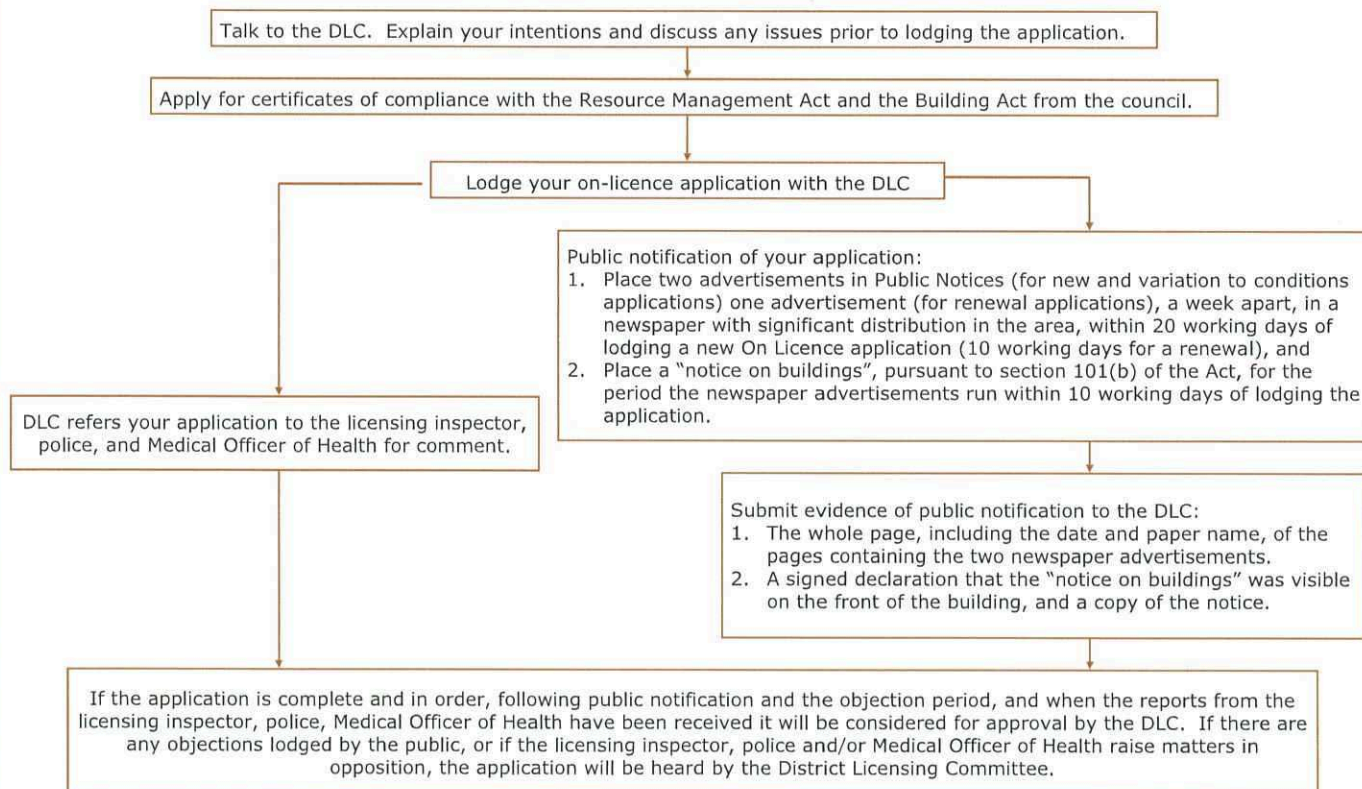 Talk to the DLC.  Explain your intentions and discuss any issues prior to lodging the application.
Apply for certificates of compliance with the Resource Management Act and the Building Act from the council.
Lodge your on-licence application with the DLC
Public notification of your application:
1. Place two advertisements in Public Notices (for new and variation to conditions
applications) one advertisement (for renewal applications), a week apart, in a
newspaper with significant distribution in the area, within 20 working days of
lodging a new On Licence application (10 working days for a renewal), and
2. Place a “notice on buildings”, pursuant to section 101(b) of the Act, for the
period the newspaper advertisements run within 10 working days of lodging the
application.
DLC refers your application to the licensing inspector,
police, and Medical Officer of Health for comment.
Submit evidence of public notification to the DLC:
1. The whole page, including the date and paper name, of the
pages containing the two newspaper advertisements.
2. A signed declaration that the “notice on buildings” was visible
on the front of the building, and a copy of the notice.
If the application is complete and in order, following public notification and the objection period, and when the reports from the
licensing inspector, police, Medical Officer of Health have been received it will be considered for approval by the DLC.  If there are
any objections lodged by the public, or if the licensing inspector, police and/or Medical Officer of Health raise matters in
opposition, the application will be heard by the District Licensing Committee.